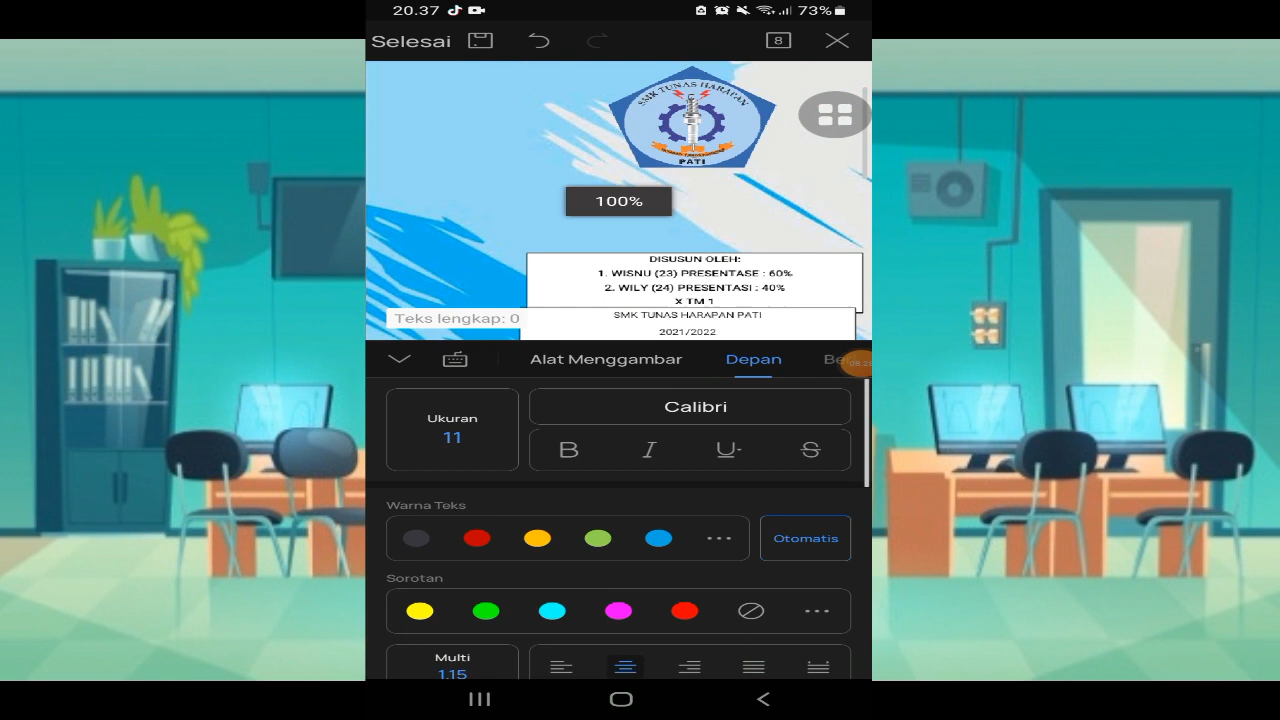 20.37
73%
Selesai
8
SMK TUNAS HARAPAN
PATI
100%
DISUSUN OLEH:
1. WISNU (23) PRESENTASE : 60%
2. WILY (24) PRESENTASI : 40%
X TM 1
SMK TUNAS HARAPAN PATI
2021/2022
Teks lengkap: 0
Alat Menggambar
Depan
Ukuran
11
Calibri
B I U S
Warna Teks
Otomatis
Sorotan
Multi
1,15